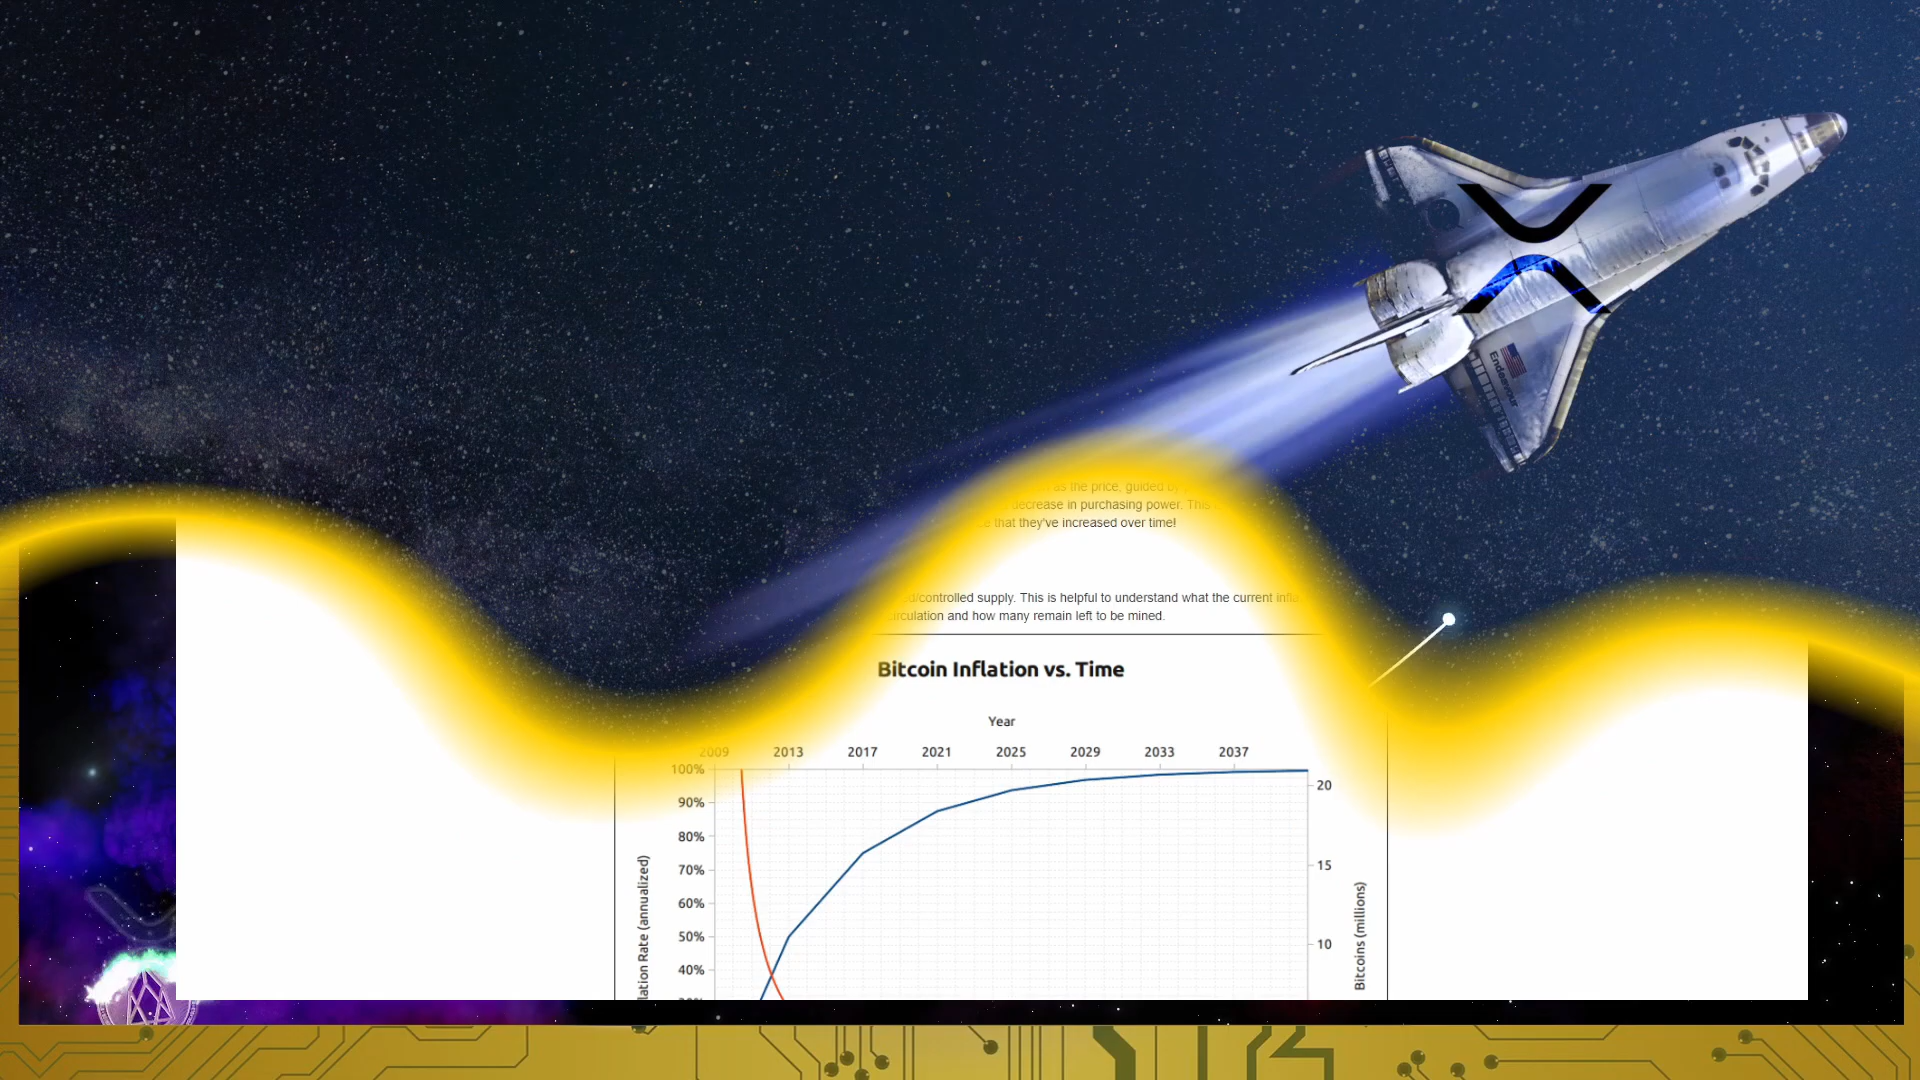 Endeavour
as the price, guided by
decrease in purchasing power. This
that they've increased over time!
controlled supply. This is helpful to understand what the current
and how many remain left to be mined.
Bitcoin Inflation vs. Time
Year
2009 2013 2017 2021 2025 2029 2033 2037
100%
90%
80%
70%
60%
50%
40%
20
15
10
Rate (annualized)
Bitcoins (millions)